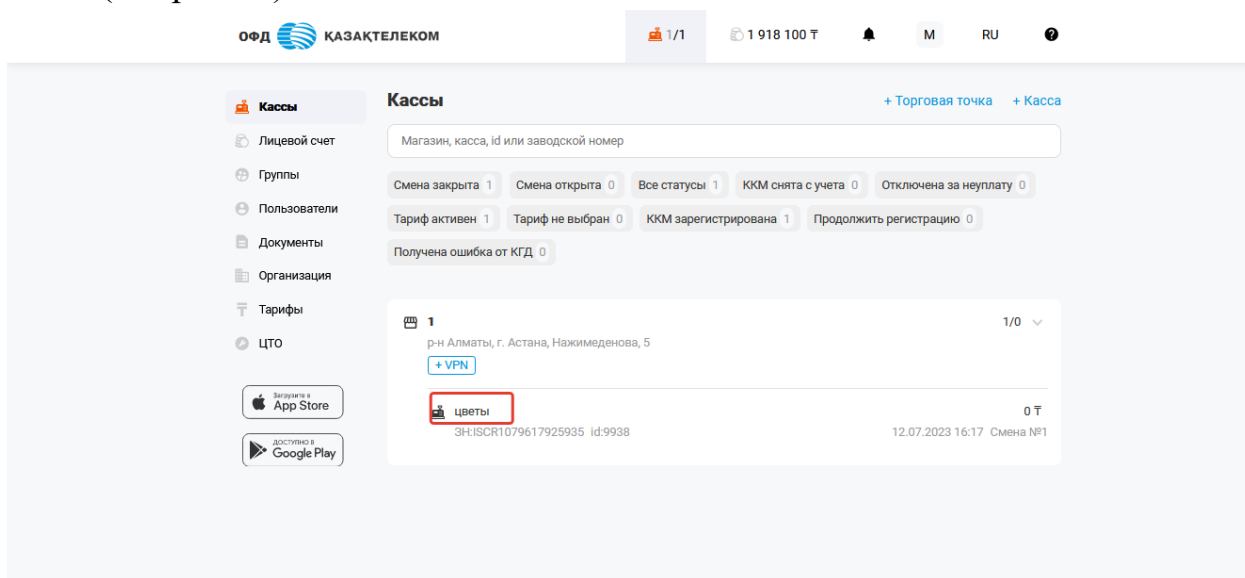 ОФД ҚАЗАҚТЕЛЕКОМ 1/1 1 918 100 ₸ M RU ?
Кассы
Лицевой счет
Группы
Пользователи
Документы
Организация
Тарифы
ЦТО
Загрузите в
App Store
ДОСТУПНО В
Google Play
Кассы + Торговая точка + Касса
Магазин, касса, id или заводской номер
Смена закрыта 1 Смена открыта 0 Все статусы 1 ККМ снята с учета 0 Отключена за неуплату 0
Тариф активен 1 Тариф не выбран 0 ККМ зарегистрирована 1 Продолжить регистрацию 0
Получена ошибка от КГД 0
1 1/0
р-н Алматы, г. Астана, Нажимеденова, 5
+ VPN
цветы 0 ₸
ЗН:ISCR1079617925935 id:9938 12.07.2023 16:17 Смена №1